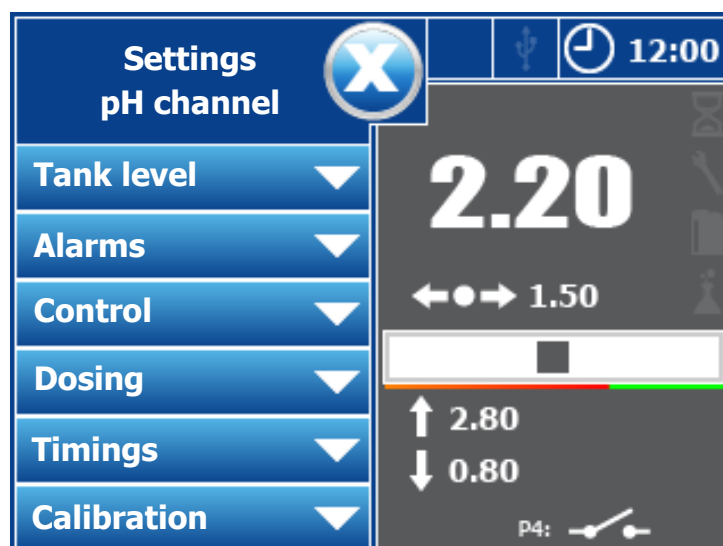 Settings
pH channel
Tank level
Alarms
Control
Dosing
Timings
Calibration
12:00
2.20
1.50
2.80
0.80
P4: